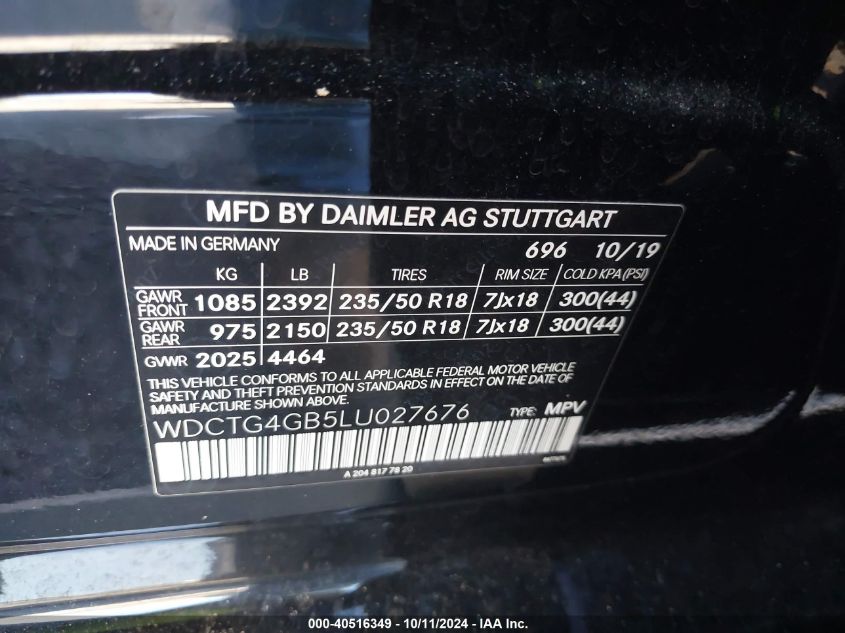 MFD BY DAIMLER AG STUTTGART
MADE IN GERMANY 696 10/19
KG LB TIRES RIM SIZE COLD KPA(PSI)
GAWR FRONT 1085 2392 235/50 R18 7Jx18 300(44)
GAWR REAR 975 2150 235/50 R18 7Jx18 300(44)
GVWR 2025 4464
THIS VEHICLE CONFORMS TO ALL APPLICABLE FEDERAL MOTOR VEHICLE
SAFETY AND THEFT PREVENTION STANDARDS IN EFFECT ON THE DATE OF
MANUFACTURE SHOWN ABOVE.
WDCTG4GB5LU027676 TYPE: MPV
A 204 817 78 20
000-40516349 - 10/11/2024 - IAA Inc.